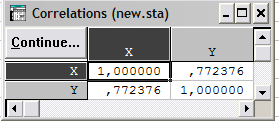 Correlations (new.sta)
Continue... X Y
X 1,000000 ,772376
Y ,772376 1,000000